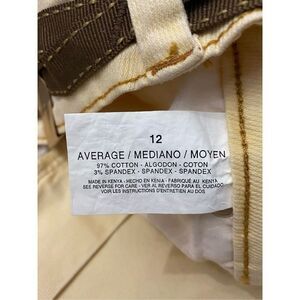 12
AVERAGE / MEDIANO / MOYEN
97% COTTON - ALGODON - COTON
3% SPANDEX - SPANDEX - SPANDEX
MADE IN KENYA - HECHO EN KENIA - FABRIQUÉ AU KENYA
SEE REVERSE FOR CARE - VER AL REVERSO PARA EL CUIDADO
VOIR LES INSTRUCTIONS D'ENTRETIEN AU DOS